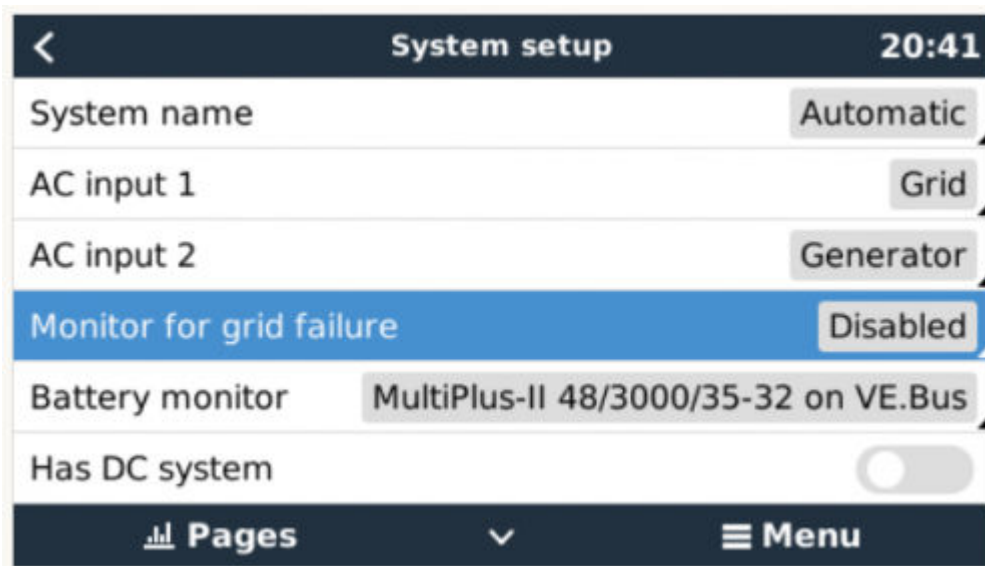 System setup 20:41
System name Automatic
AC input 1 Grid
AC input 2 Generator
Monitor for grid failure Disabled
Battery monitor MultiPlus-II 48/3000/35-32 on VE.Bus
Has DC system
Pages Menu